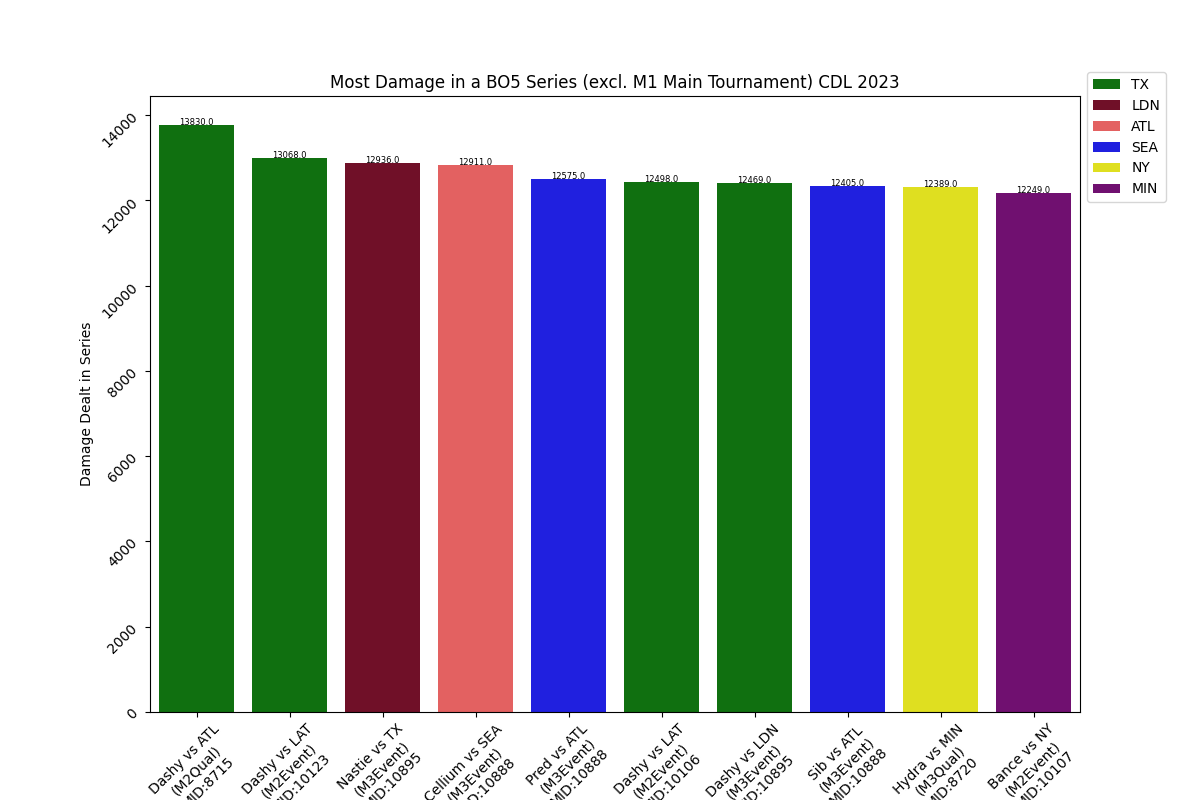 Most Damage in a BO5 Series (excl. M1 Main Tournament) CDL 2023
TX
LDN
ATL
SEA
NY
MIN
Damage Dealt in Series
14000
12000
10000
8000
6000
4000
2000
0
13830.0
13068.0
12936.0
12911.0
12575.0
12498.0
12469.0
12405.0
12389.0
12249.0
Dashy vs ATL
(M2Qual)
MID:8715
Dashy vs LAT
(M2Event)
MID:10123
Nastie vs TX
(M3Event)
MID:10895
Cellium vs SEA
(M3Event)
MID:10888
Pred vs ATL
(M3Event)
MID:10888
Dashy vs LAT
(M2Event)
MID:10106
Dashy vs LDN
(M3Event)
MID:10895
Sib vs ATL
(M3Event)
MID:10888
Hydra vs MIN
(M3Qual)
MID:8720
Bance vs NY
(M2Event)
MID:10107